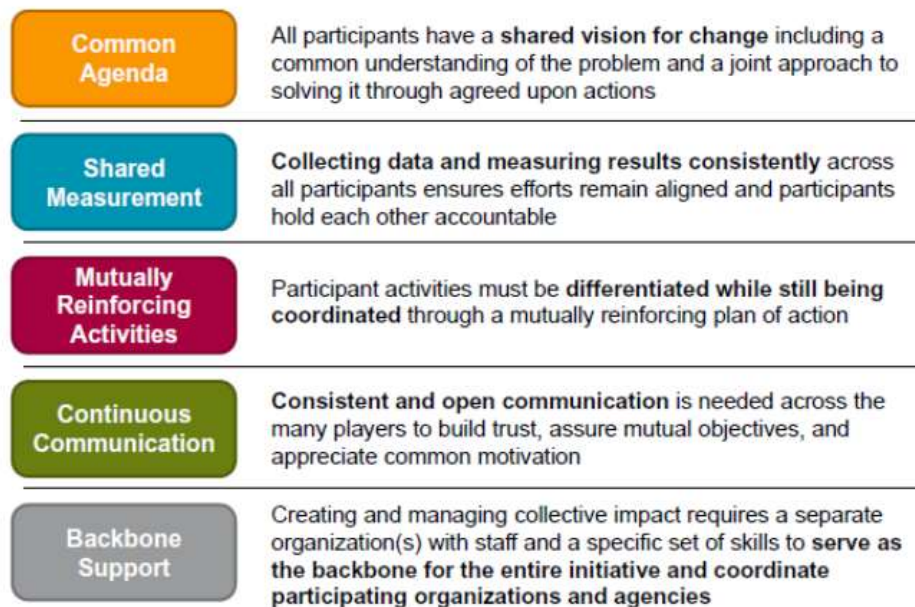 Common
Agenda
All participants have a shared vision for change including a
common understanding of the problem and a joint approach to
solving it through agreed upon actions
Shared
Measurement
Collecting data and measuring results consistently across
all participants ensures efforts remain aligned and participants
hold each other accountable
Mutually
Reinforcing
Activities
Participant activities must be differentiated while still being
coordinated through a mutually reinforcing plan of action
Continuous
Communication
Consistent and open communication is needed across the
many players to build trust, assure mutual objectives, and
appreciate common motivation
Backbone
Support
Creating and managing collective impact requires a separate
organization(s) with staff and a specific set of skills to serve as
the backbone for the entire initiative and coordinate
participating organizations and agencies